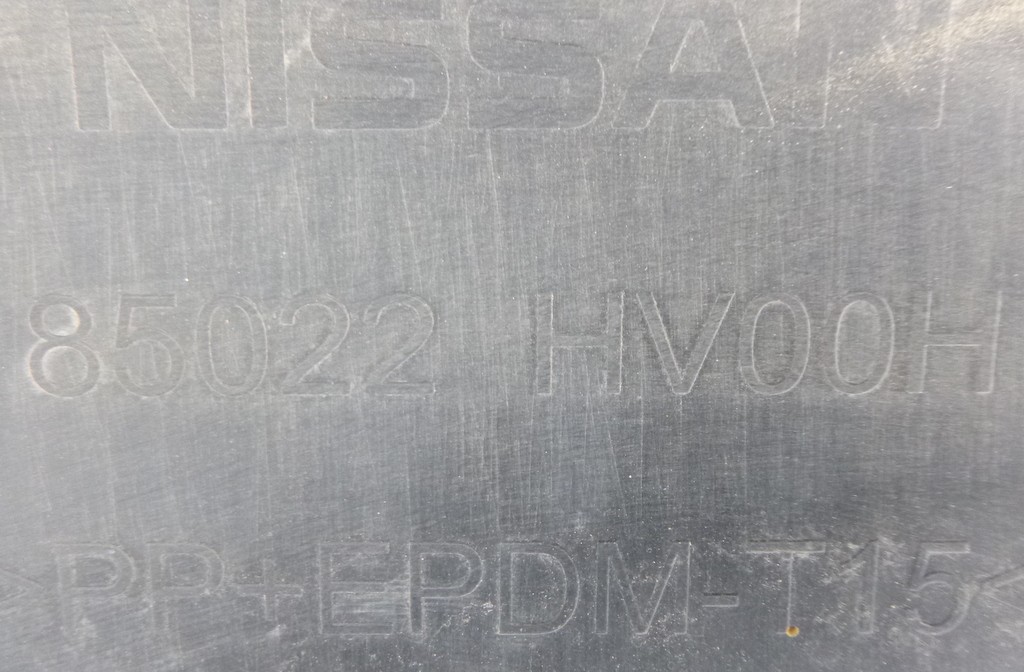 NISSAN
85022 HV00H
>PP+EPDM-T15<